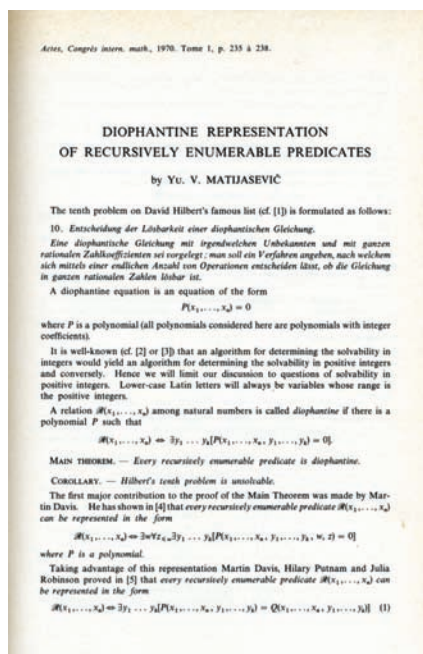 Actes, Congrès intern. math., 1970. Tome 1, p. 235 à 238.
DIOPHANTINE REPRESENTATION
OF RECURSIVELY ENUMERABLE PREDICATES
by Yu. V. MATIJASEVIČ
The tenth problem on David Hilbert's famous list (cf. [1]) is formulated as follows:
10. Entscheidung der Lösbarkeit einer diophantischen Gleichung.
Eine diophantische Gleichung mit irgendwelchen Unbekannten und mit ganzen
rationalen Zahlkoeffizienten sei vorgelegt; man soll ein Verfahren angeben, nach welchem
sich mittels einer endlichen Anzahl von Operationen entscheiden lässt, ob die Gleichung
in ganzen rationalen Zahlen lösbar ist.
A diophantine equation is an equation of the form
P(x₁,..., xₙ) = 0
where P is a polynomial (all polynomials considered here are polynomials with integer
coefficients).
It is well-known (cf. [2] or [3]) that an algorithm for determining the solvability in
integers would yield an algorithm for determining the solvability in positive integers
and conversely. Hence we will limit our discussion to questions of solvability in
positive integers. Lower-case Latin letters will always be variables whose range is
the positive integers.
A relation ℛ(x₁,..., xₙ) among natural numbers is called diophantine if there is a
polynomial P such that
ℛ(x₁,..., xₙ) ⇔ ∃y₁ ... yₖ[P(x₁,..., xₙ, y₁,..., yₖ) = 0].
MAIN THEOREM. — Every recursively enumerable predicate is diophantine.
COROLLARY. — Hilbert's tenth problem is unsolvable.
The first major contribution to the proof of the Main Theorem was made by Mar-
tin Davis. He has shown in [4] that every recursively enumerable predicate ℛ(x₁,..., xₙ)
can be represented in the form
ℛ(x₁,..., xₙ) ⇔ ∃w∀z≤w∃y₁ ... yₖ[P(x₁,..., xₙ, y₁,..., yₖ, w, z) = 0]
where P is a polynomial.
Taking advantage of this representation Martin Davis, Hilary Putnam and Julia
Robinson proved in [5] that every recursively enumerable predicate ℛ(x₁,..., xₙ) can
be represented in the form
ℛ(x₁,..., xₙ) ⇔ ∃y₁ ... yₖ[P(x₁,..., xₙ, y₁,..., yₖ) = Q(x₁,..., xₙ, y₁,..., yₖ)] (1)